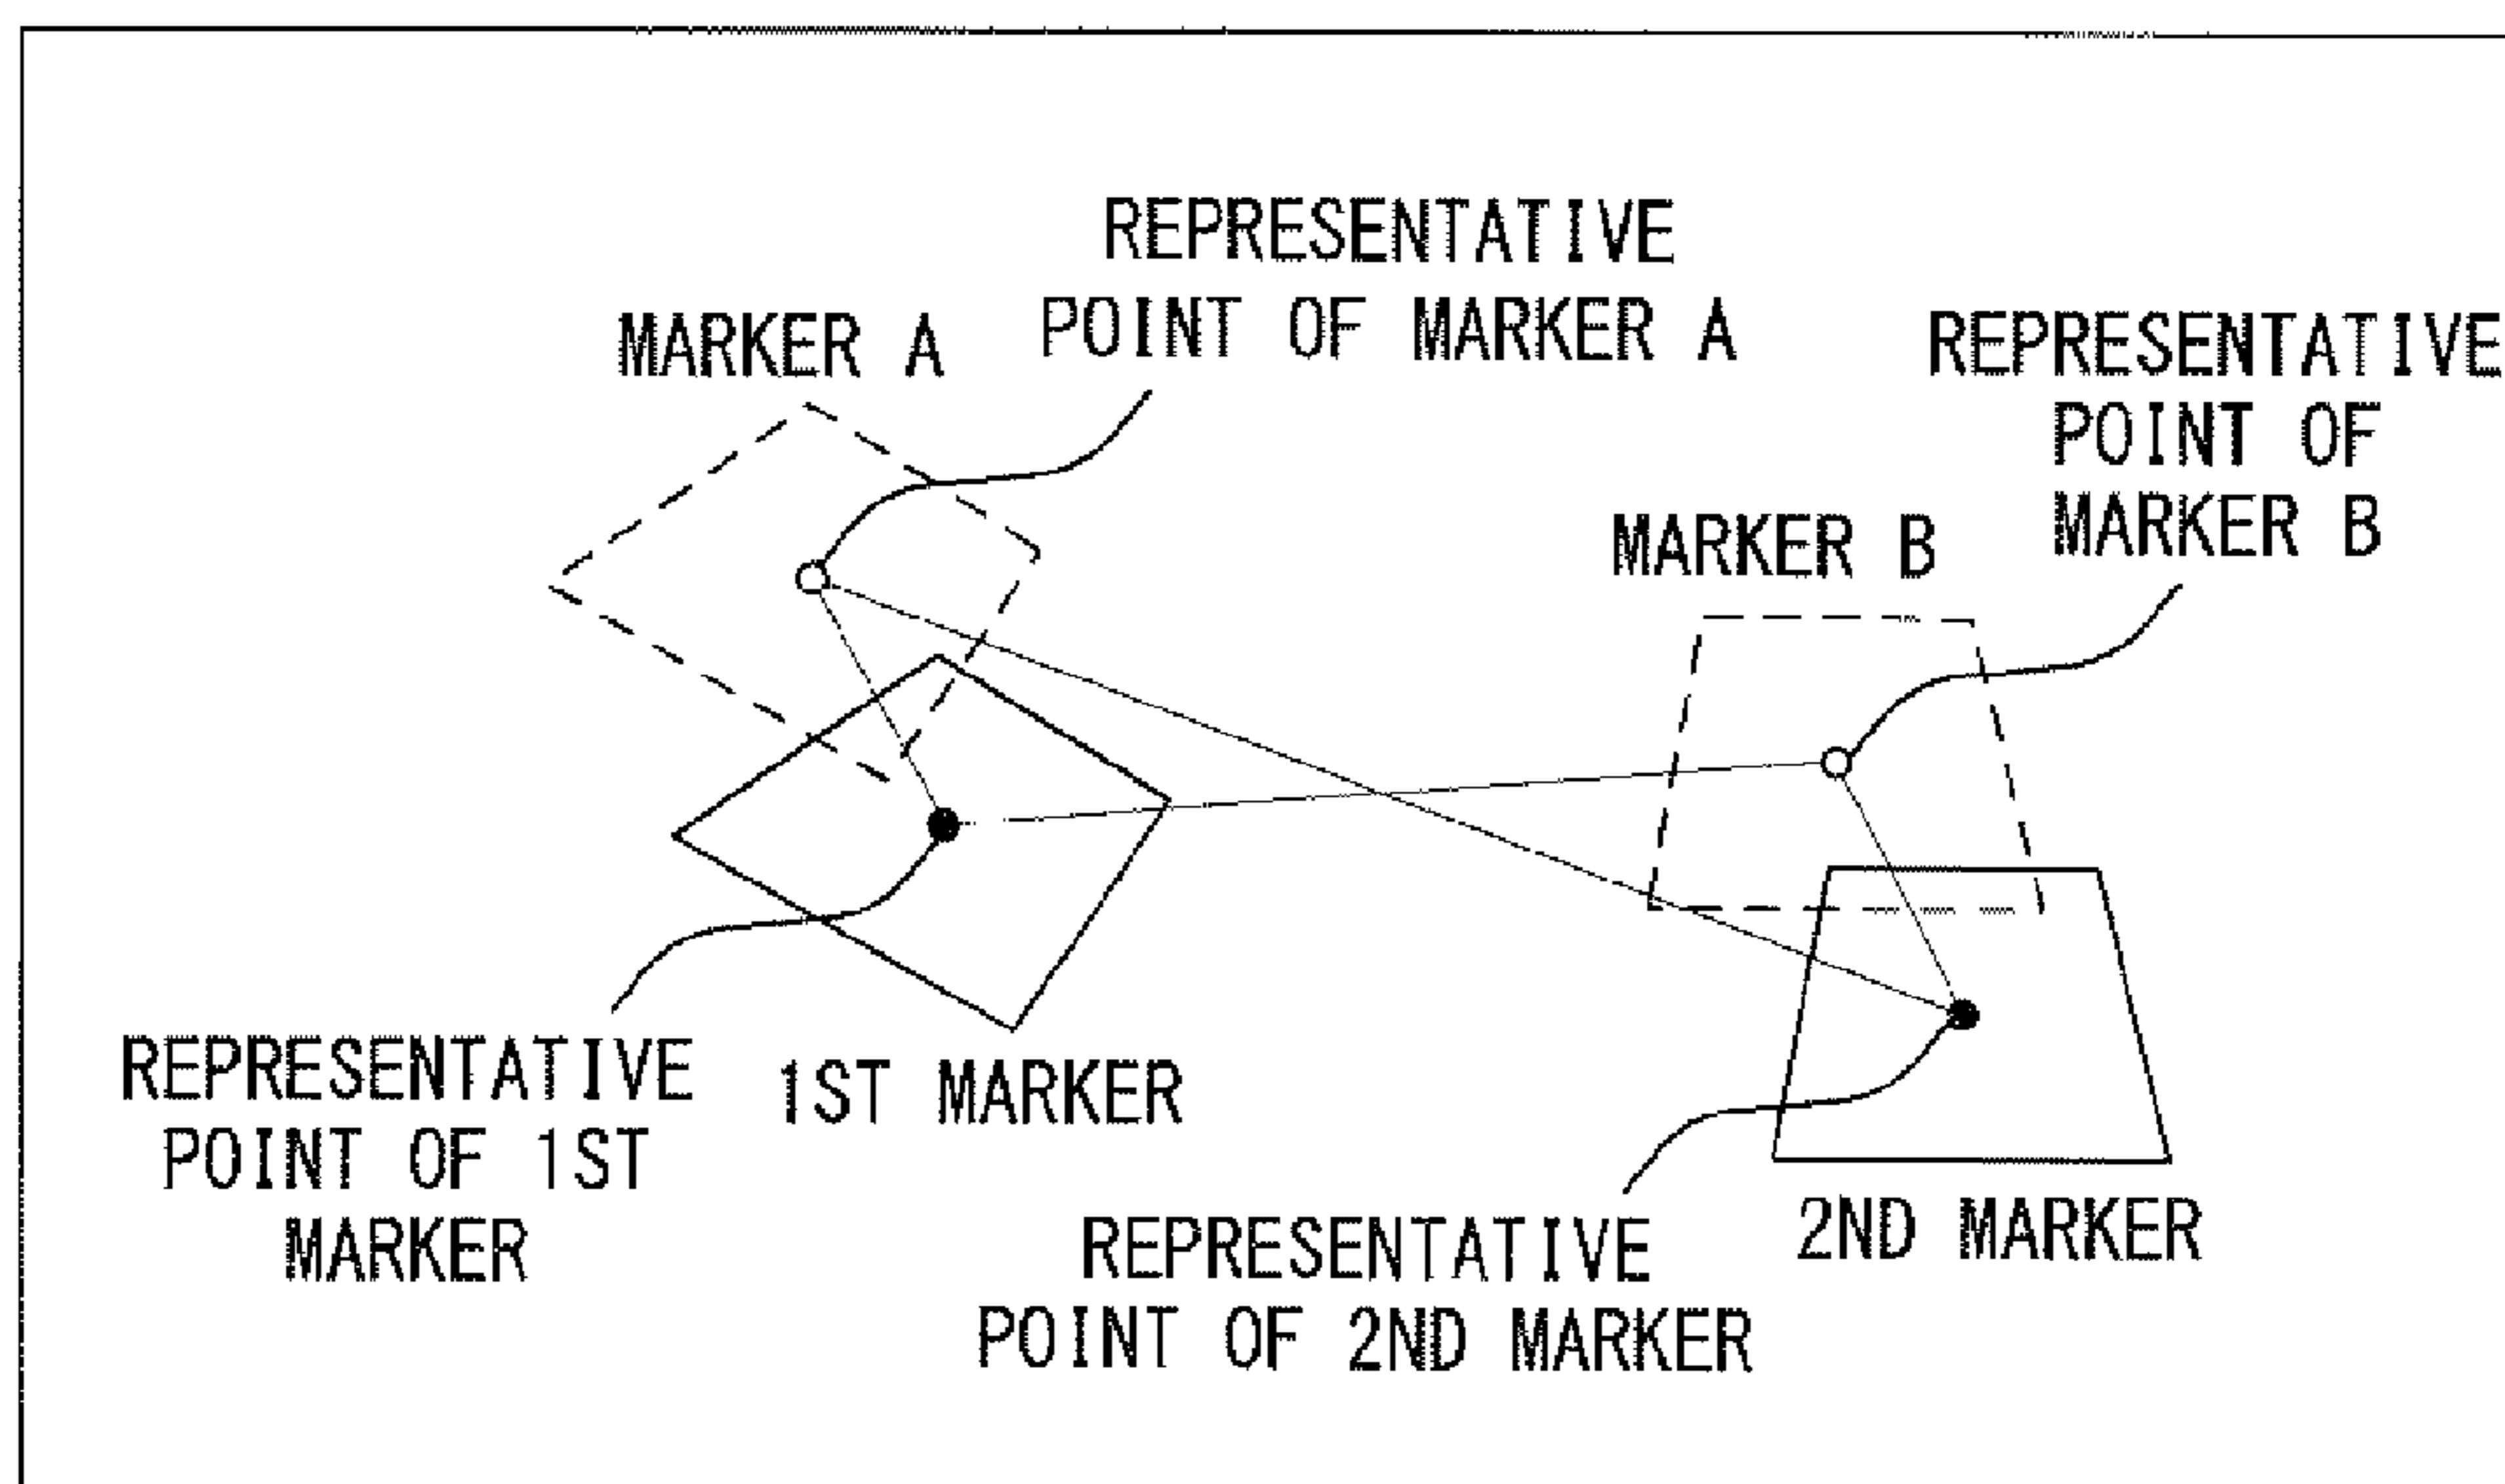 REPRESENTATIVE
POINT OF MARKER A
MARKER A
REPRESENTATIVE
POINT OF
MARKER B
MARKER B
REPRESENTATIVE
POINT OF 1ST
MARKER
1ST MARKER
REPRESENTATIVE
POINT OF 2ND MARKER
2ND MARKER